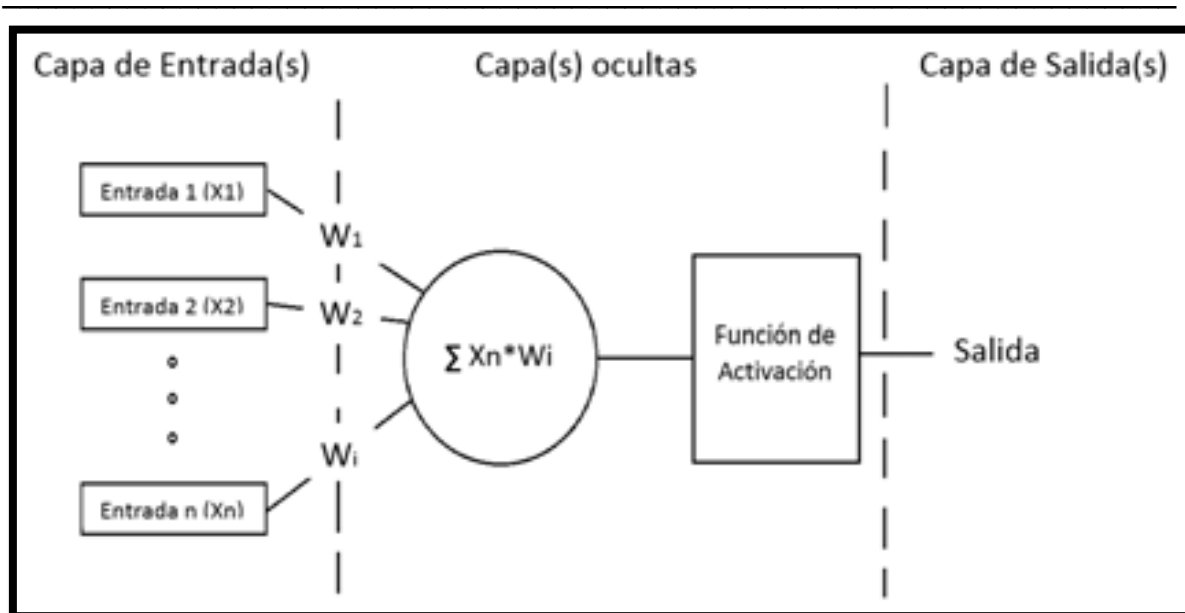 Capa de Entrada(s)
Capa(s) ocultas
Capa de Salida(s)
Entrada 1 (X1)
W1
Entrada 2 (X2)
W2
∑ Xn*Wi
Función de
Activación
Salida
Wi
Entrada n (Xn)